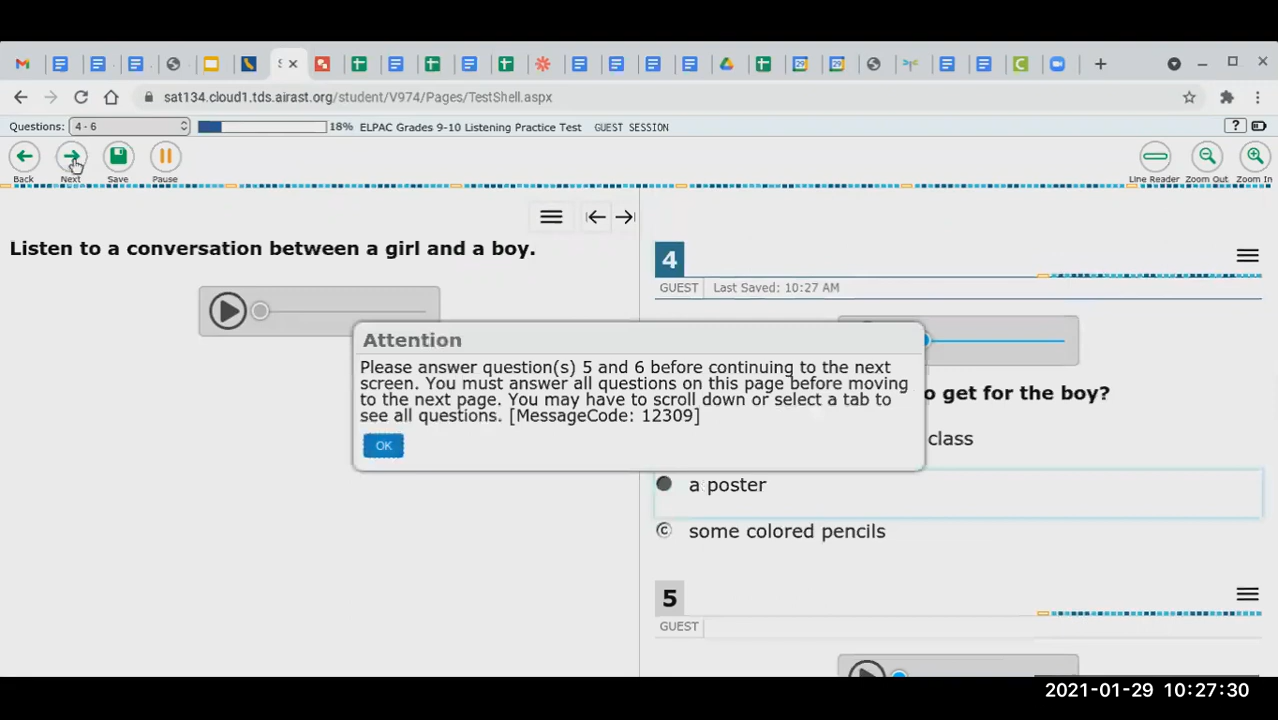 sat134.cloud1.tds.airast.org/student/V974/Pages/TestShell.aspx
Questions: 4 - 6 18% ELPAC Grades 9-10 Listening Practice Test GUEST SESSION ?
Back Next Save Pause Line Reader Zoom Out Zoom In
Listen to a conversation between a girl and a boy.
4
GUEST Last Saved: 10:27 AM
Attention
Please answer question(s) 5 and 6 before continuing to the next
screen. You must answer all questions on this page before moving
to the next page. You may have to scroll down or select a tab to
see all questions. [MessageCode: 12309]
OK
o get for the boy?
class
a poster
C some colored pencils
5
GUEST
2021-01-29 10:27:30